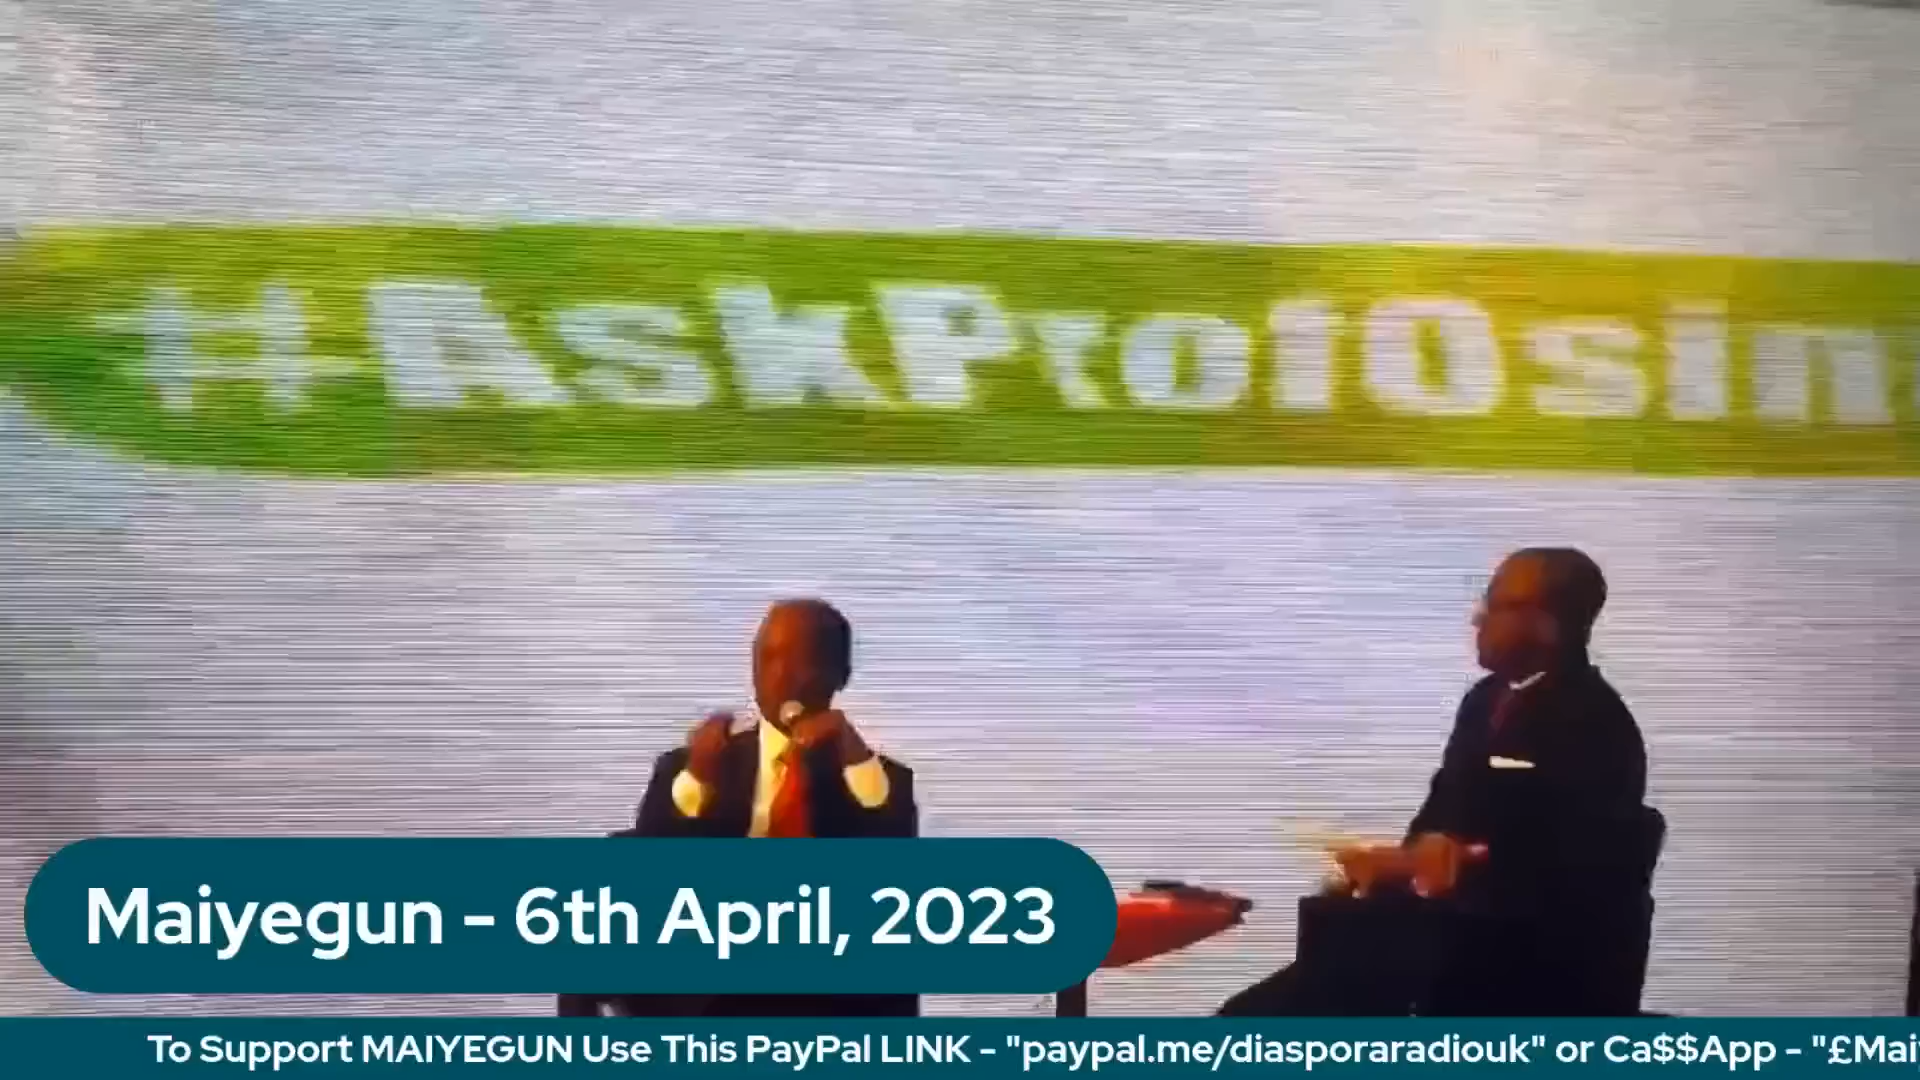 #AskProfOsin
Maiyegun - 6th April, 2023
To Support MAIYEGUN Use This PayPal LINK - "paypal.me/diasporaradiouk" or Ca$$App - "£Mai